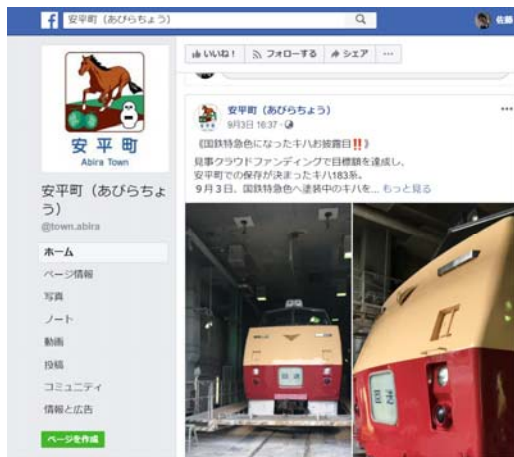 安平町（あびらちょう）
佐藤
安平町
Abira Town
安平町（あびらちょう）
@town.abira
ホーム
ページ情報
写真
ノート
動画
投稿
コミュニティ
情報と広告
ページを作成
いいね！ フォローする シェア ...
安平町（あびらちょう）
9月3日 16:37
《国鉄特急色になったキハお披露目‼》
見事クラウドファンディングで目標額を達成し、
安平町での保存が決まったキハ183系。
９月３日、国鉄特急色へ塗装中のキハを... もっと見る
回送